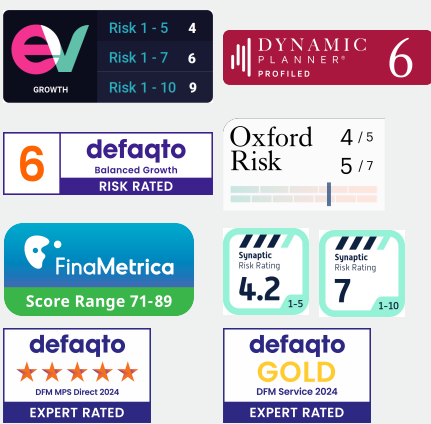 ev
GROWTH
Risk 1 - 5 4
Risk 1 - 7 6
Risk 1 - 10 9
DYNAMIC
PLANNER®
PROFILED
6
6
defaqto
Balanced Growth
RISK RATED
Oxford
Risk
4 / 5
5 / 7
FinaMetrica
Score Range 71-89
Synaptic
Risk Rating
4.2
1-5
Synaptic
Risk Rating
7
1-10
defaqto
DFM MPS Direct 2024
EXPERT RATED
defaqto
GOLD
DFM Service 2024
EXPERT RATED